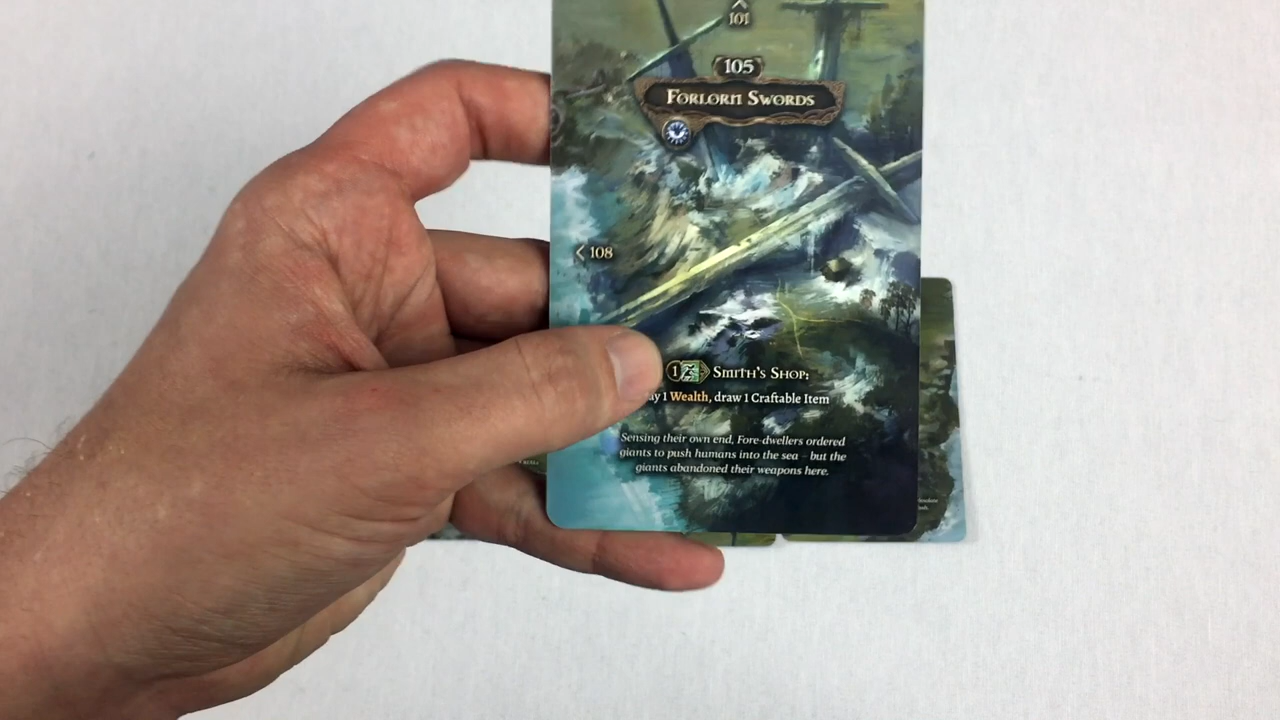 101
105
Forlorn Swords
< 108
1 Smith's Shop:
1 Wealth, draw 1 Craftable Item
Sensing their own end, Fore-dwellers ordered
giants to push humans into the sea – but the
giants abandoned their weapons here.